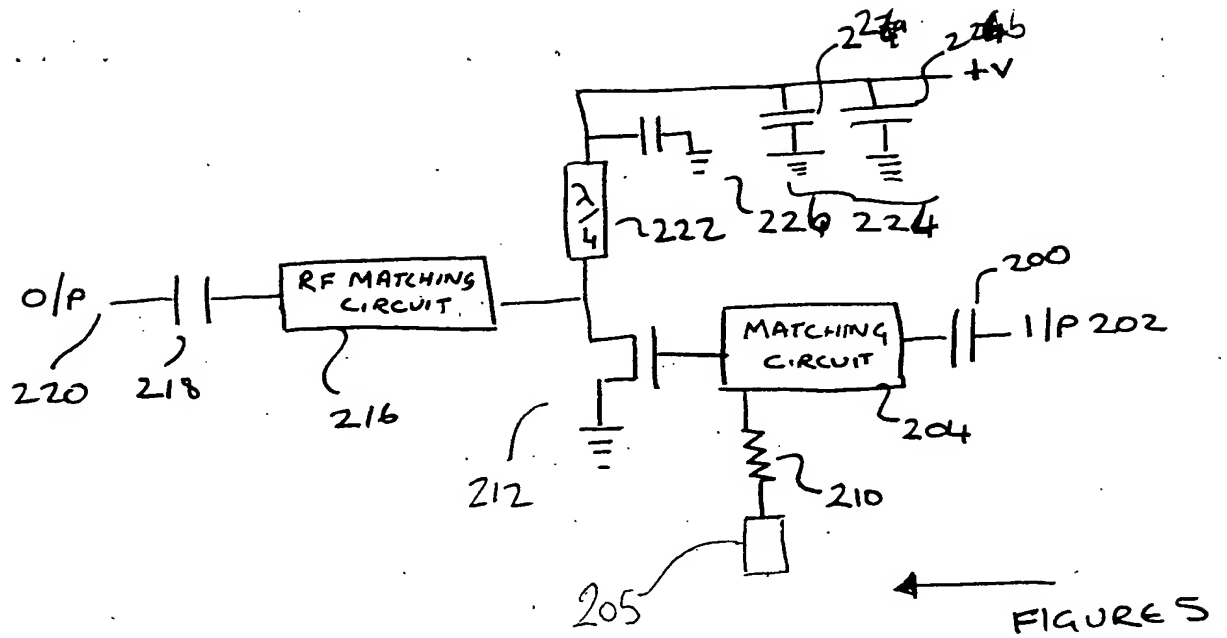 +V
λ/4
222
226
224
200
O/P
RF MATCHING
CIRCUIT
MATCHING
CIRCUIT
I/P 202
220
218
216
204
212
210
205
FIGURE 5